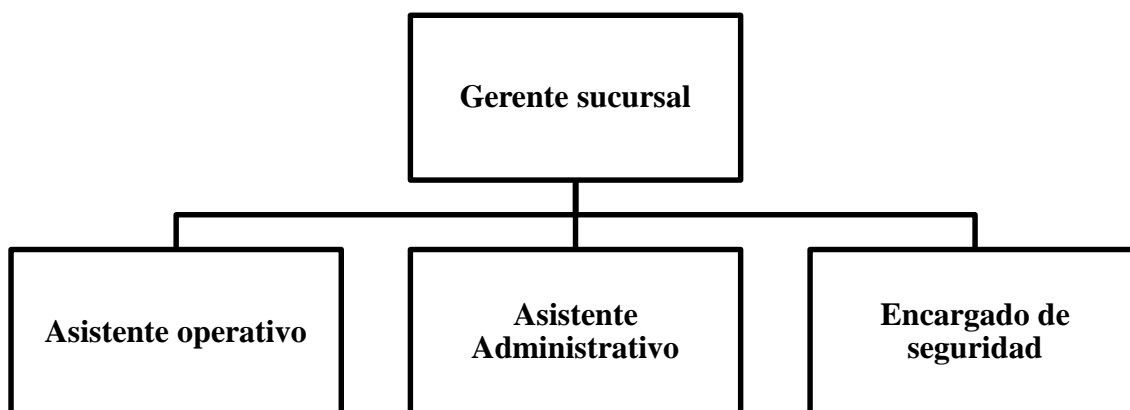 Gerente sucursal
Asistente operativo
Asistente
Administrativo
Encargado de
seguridad